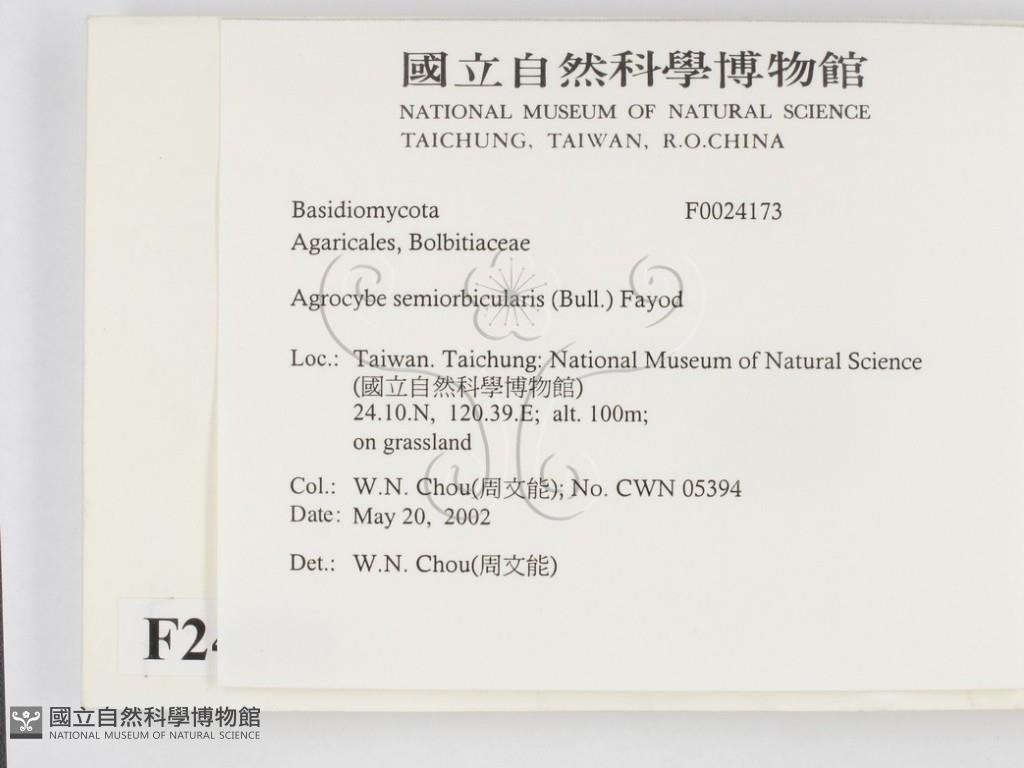 國立自然科學博物館
NATIONAL MUSEUM OF NATURAL SCIENCE
TAICHUNG, TAIWAN, R.O.CHINA
Basidiomycota F0024173
Agaricales, Bolbitiaceae
Agrocybe semiorbicularis (Bull.) Fayod
Loc.: Taiwan. Taichung: National Museum of Natural Science
(國立自然科學博物館)
24.10.N, 120.39.E; alt. 100m;
on grassland
Col.: W.N. Chou(周文能); No. CWN 05394
Date: May 20, 2002
Det.: W.N. Chou(周文能)
F24
國立自然科學博物館
NATIONAL MUSEUM OF NATURAL SCIENCE